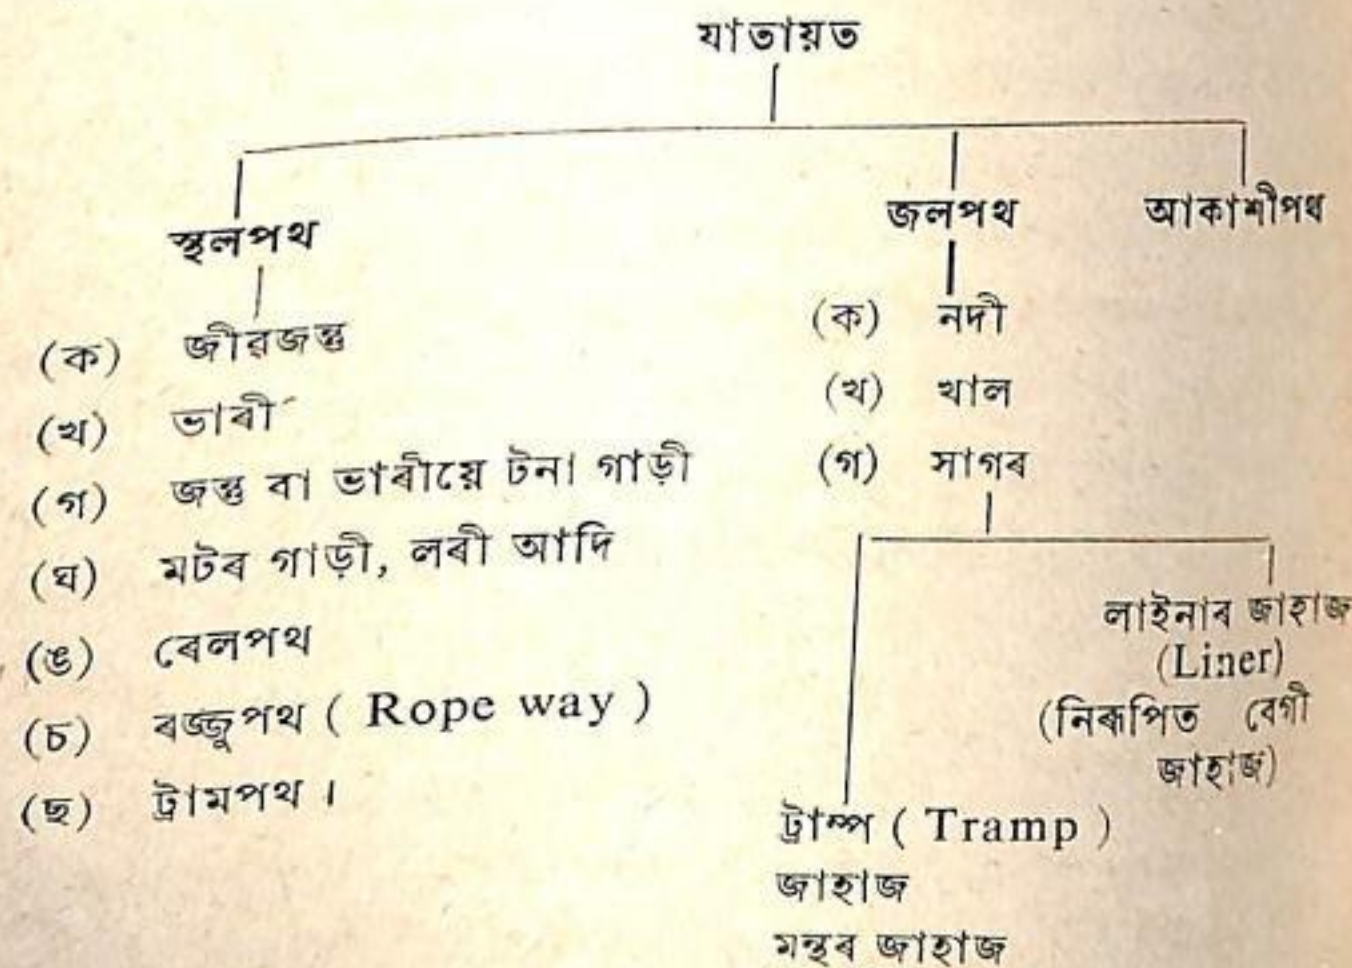 যাতায়ত
স্থলপথ
(ক) জীৱজন্তু
(খ) ভাৰী
(গ) জন্তু বা ভাৰীয়ে টনা গাড়ী
(ঘ) মটৰ গাড়ী, লৰী আদি
(ঙ) ৰেলপথ
(চ) ৰজ্জুপথ ( Rope way )
(ছ) ট্ৰামপথ ।
জলপথ
(ক) নদী
(খ) খাল
(গ) সাগৰ
ট্ৰাম্প ( Tramp )
জাহাজ
মন্থৰ জাহাজ
লাইনাৰ জাহাজ
(Liner)
(নিৰূপিত বেগী
জাহাজ)
আকাশীপথ